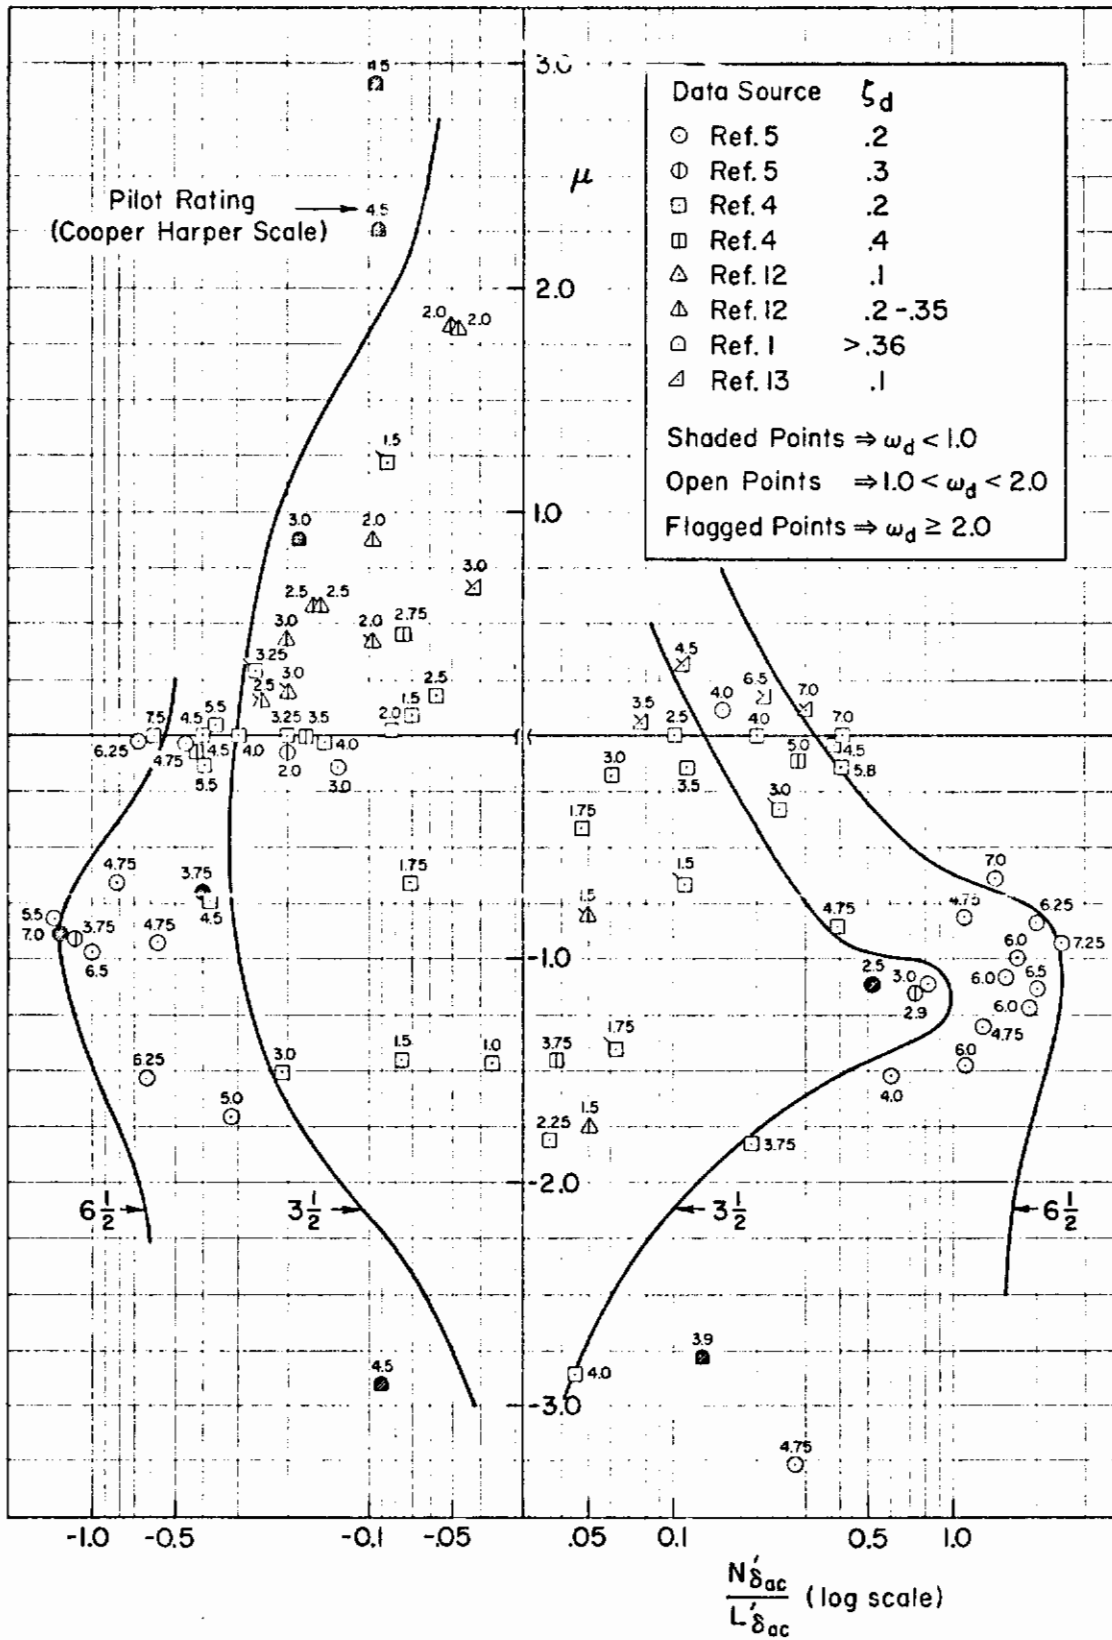 4.5
3.0
μ
Pilot Rating
(Cooper Harper Scale)
4.5
Data Source ζd
Ref. 5 .2
Ref. 5 .3
Ref. 4 .2
Ref. 4 .4
Ref. 12 .1
Ref. 12 .2-.35
Ref. 1 >.36
Ref. 13 .1
Shaded Points ⇒ ωd < 1.0
Open Points ⇒ 1.0 < ωd < 2.0
Flagged Points ⇒ ωd ≥ 2.0
2.0
2.0 2.0
1.5
1.0
3.0 2.0
3.0
2.5 2.5
3.0 2.0 2.75
3.25 2.5 3.0 2.5
4.5
3.5 2.5 4.0 6.5 7.0
7.5 4.5 5.5 3.25 3.5 2.0 1.5
4.0 7.0
6.25 4.75 4.5 4.0 2.0 4.0
5.5 3.0
3.0 3.5 5.0 4.5
5.8
3.0
1.75
4.75 3.75 1.75 1.5 7.0
5.5 4.5 1.5 4.75 4.75 6.25
7.0 3.75 4.75
6.5
-1.0
2.5 3.0 6.0 7.25
2.9 6.0 6.5
6.0
4.75
6.25 3.0 1.5 1.0 3.75 1.75 6.0
5.0 4.0
2.25 1.5 3.75
-2.0
6 1/2 3 1/2 3 1/2 6 1/2
4.5 4.0 3.9
-3.0
4.75
-1.0 -0.5 -0.1 -0.05 .05 0.1 0.5 1.0
N'δac
L'δac
(log scale)